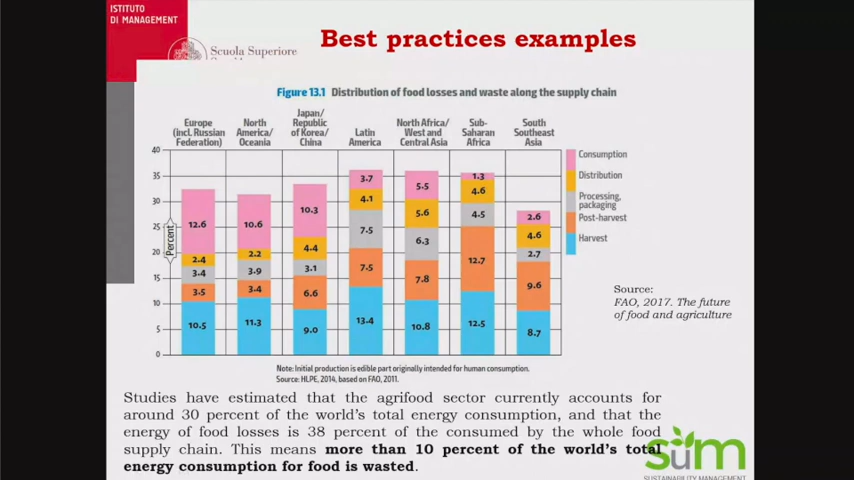 ISTITUTO
DI MANAGEMENT
Scuola Superiore
Best practices examples
Figure 13.1 Distribution of food losses and waste along the supply chain
Europe
(incl. Russian
Federation)
North
America/
Oceania
Japan/
Republic
of Korea/
China
Latin
America
North Africa/
West and
Central Asia
Sub-
Saharan
Africa
South
Southeast
Asia
40
35
30
25
20
15
10
5
0
Percent
12.6
2.4
3.4
3.5
10.5
10.6
2.2
3.9
3.4
11.3
10.3
4.4
3.1
6.6
9.0
3.7
4.1
7.5
7.5
13.4
5.5
5.6
6.3
7.8
10.8
1.3
4.6
4.5
12.7
12.5
2.6
4.6
2.7
9.6
8.7
Consumption
Distribution
Processing,
packaging
Post-harvest
Harvest
Note: Initial production is edible part originally intended for human consumption.
Source: HLPE, 2014, based on FAO, 2011.
Source:
FAO, 2017. The future
of food and agriculture
Studies have estimated that the agrifood sector currently accounts for
around 30 percent of the world's total energy consumption, and that the
energy of food losses is 38 percent of the consumed by the whole food
supply chain. This means more than 10 percent of the world's total
energy consumption for food is wasted.
sum
SUSTAINABILITY MANAGEMENT